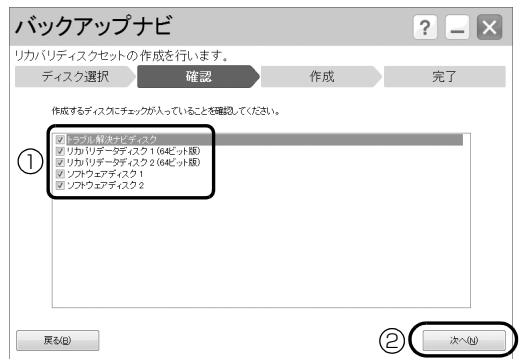 バックアップナビ
? － ×
リカバリディスクセットの作成を行います。
ディスク選択 確認 作成 完了
作成するディスクにチェックが入っていることを確認してください。
① トラブル解決ナビディスク
リカバリデータディスク1(64ビット版)
リカバリデータディスク2(64ビット版)
ソフトウェアディスク1
ソフトウェアディスク2
戻る(B) ② 次へ(N)